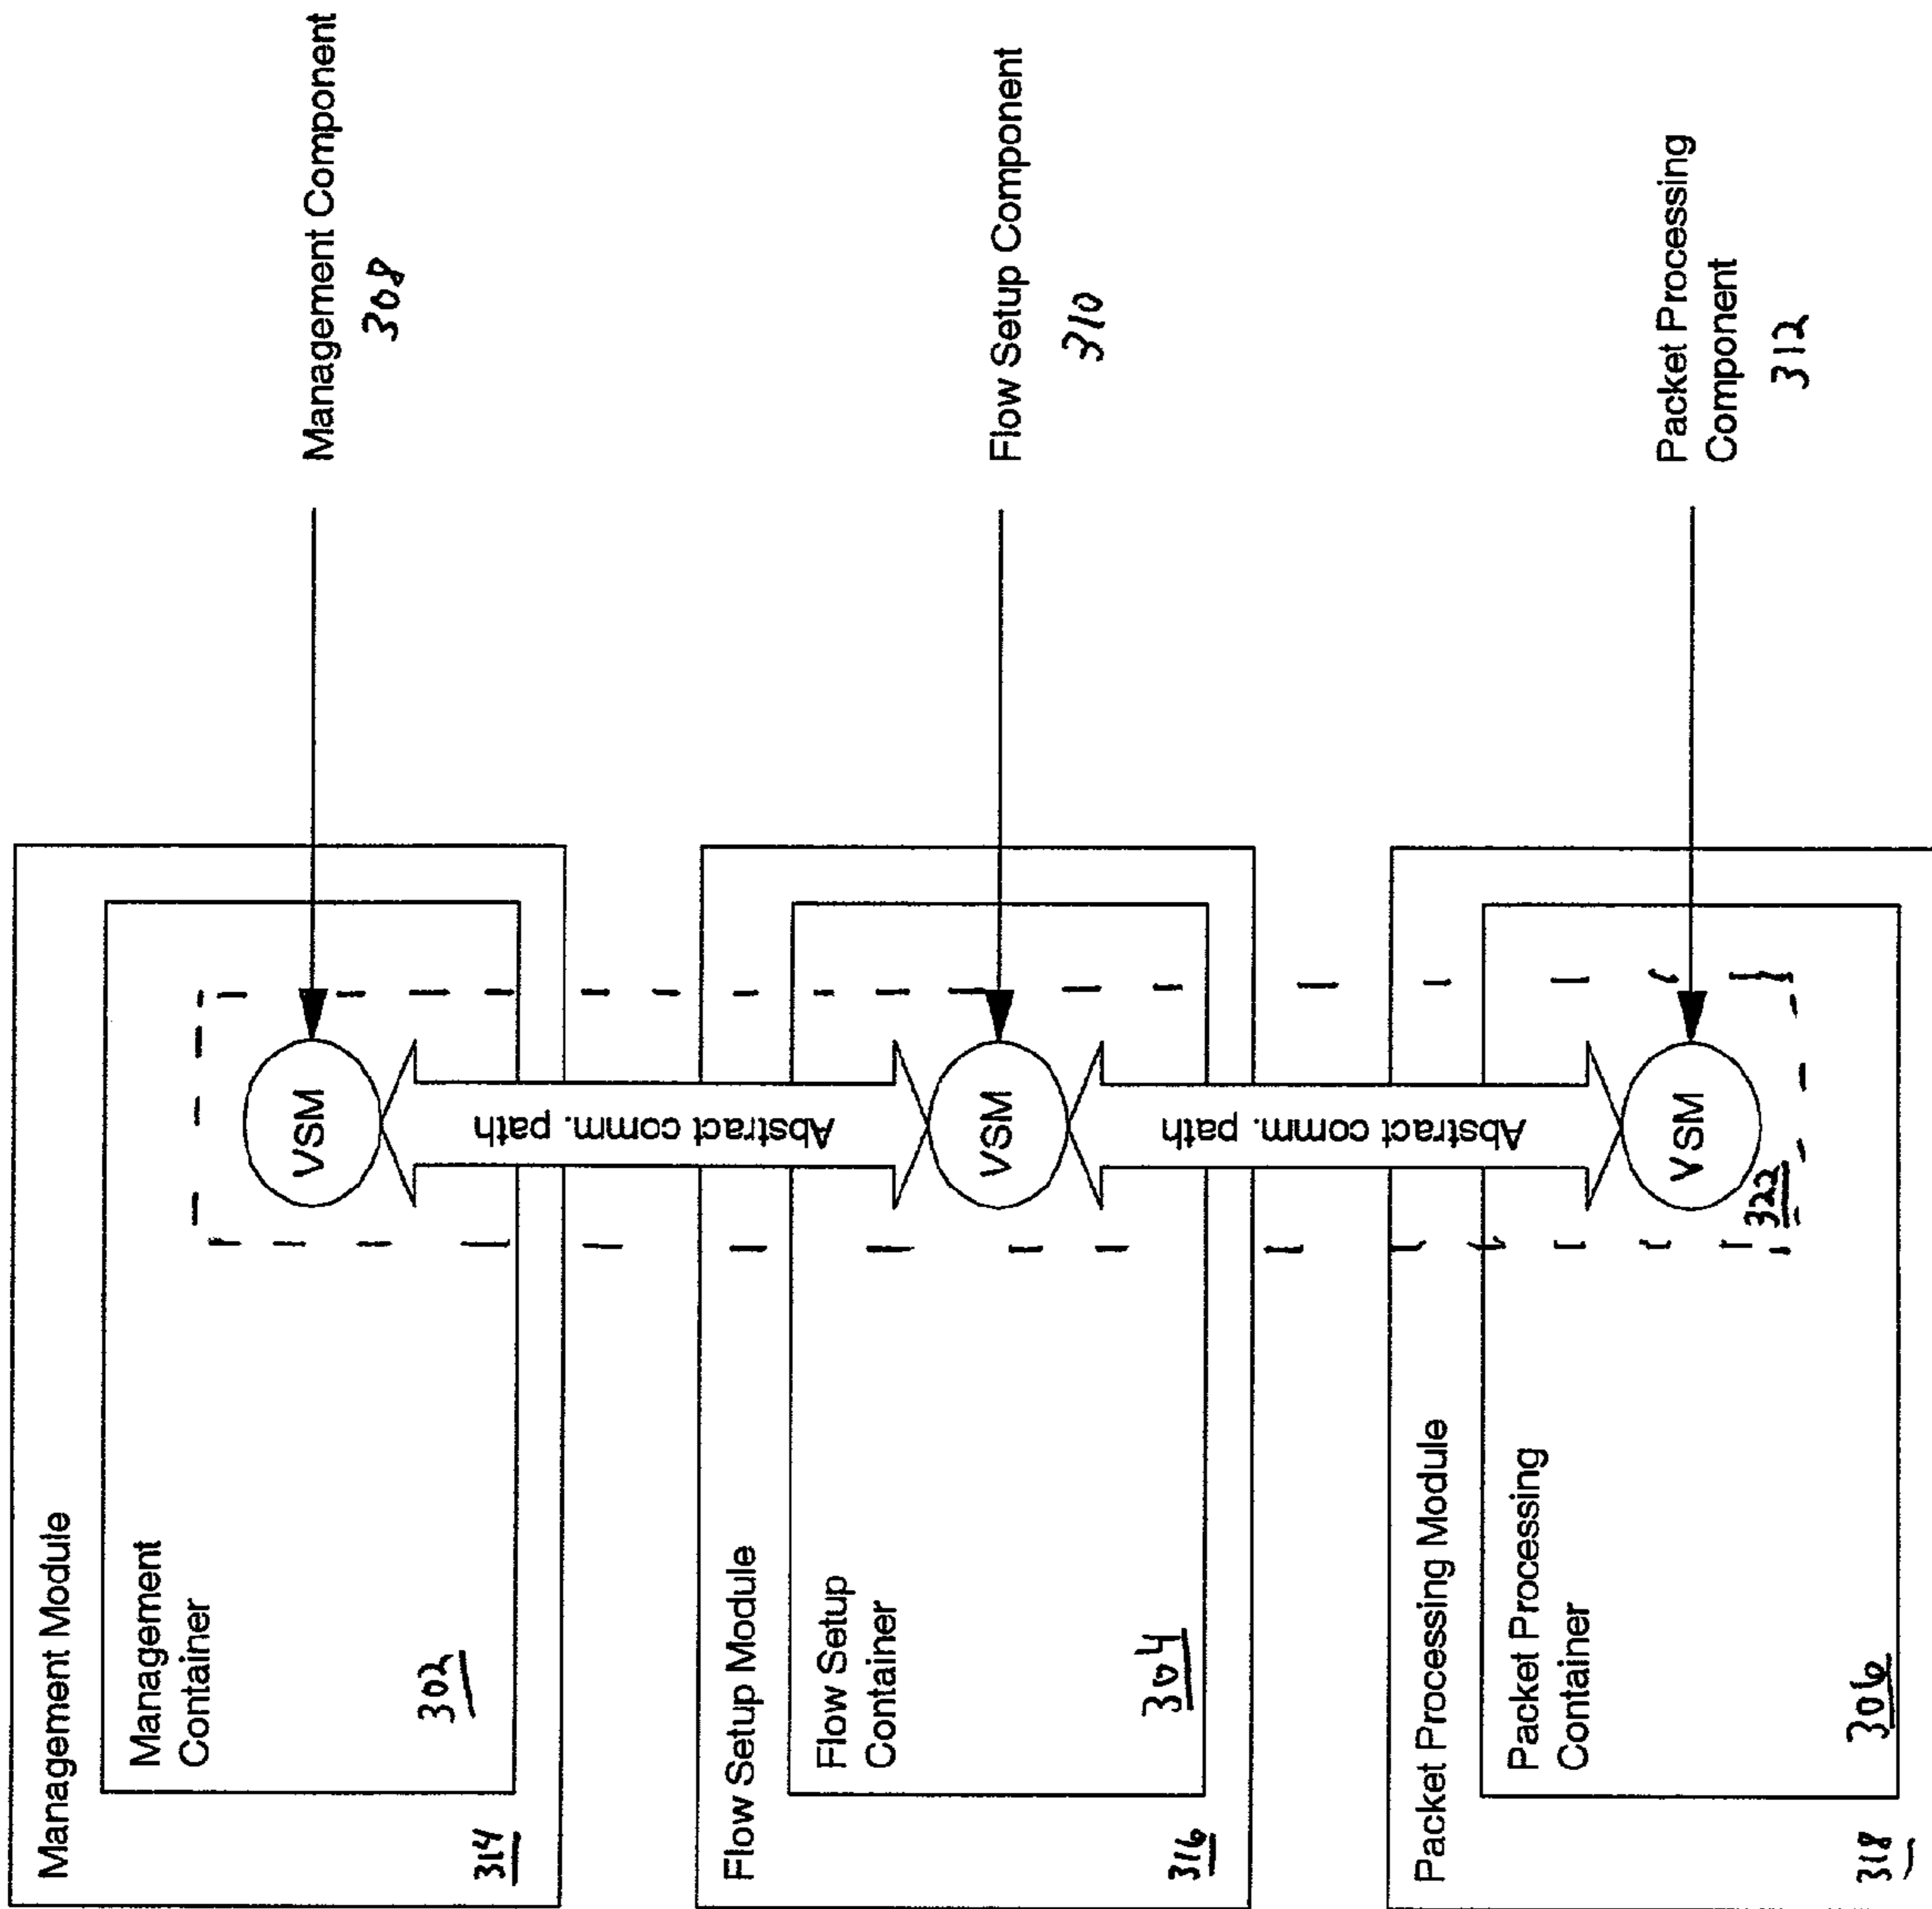 Management Module
Management
Container
302
314
VSM
Management Component
308
Abstract comm. path
Flow Setup Module
Flow Setup
Container
304
316
VSM
Flow Setup Component
310
Abstract comm. path
Packet Processing Module
Packet Processing
Container
306
318
VSM
322
Packet Processing
Component
312